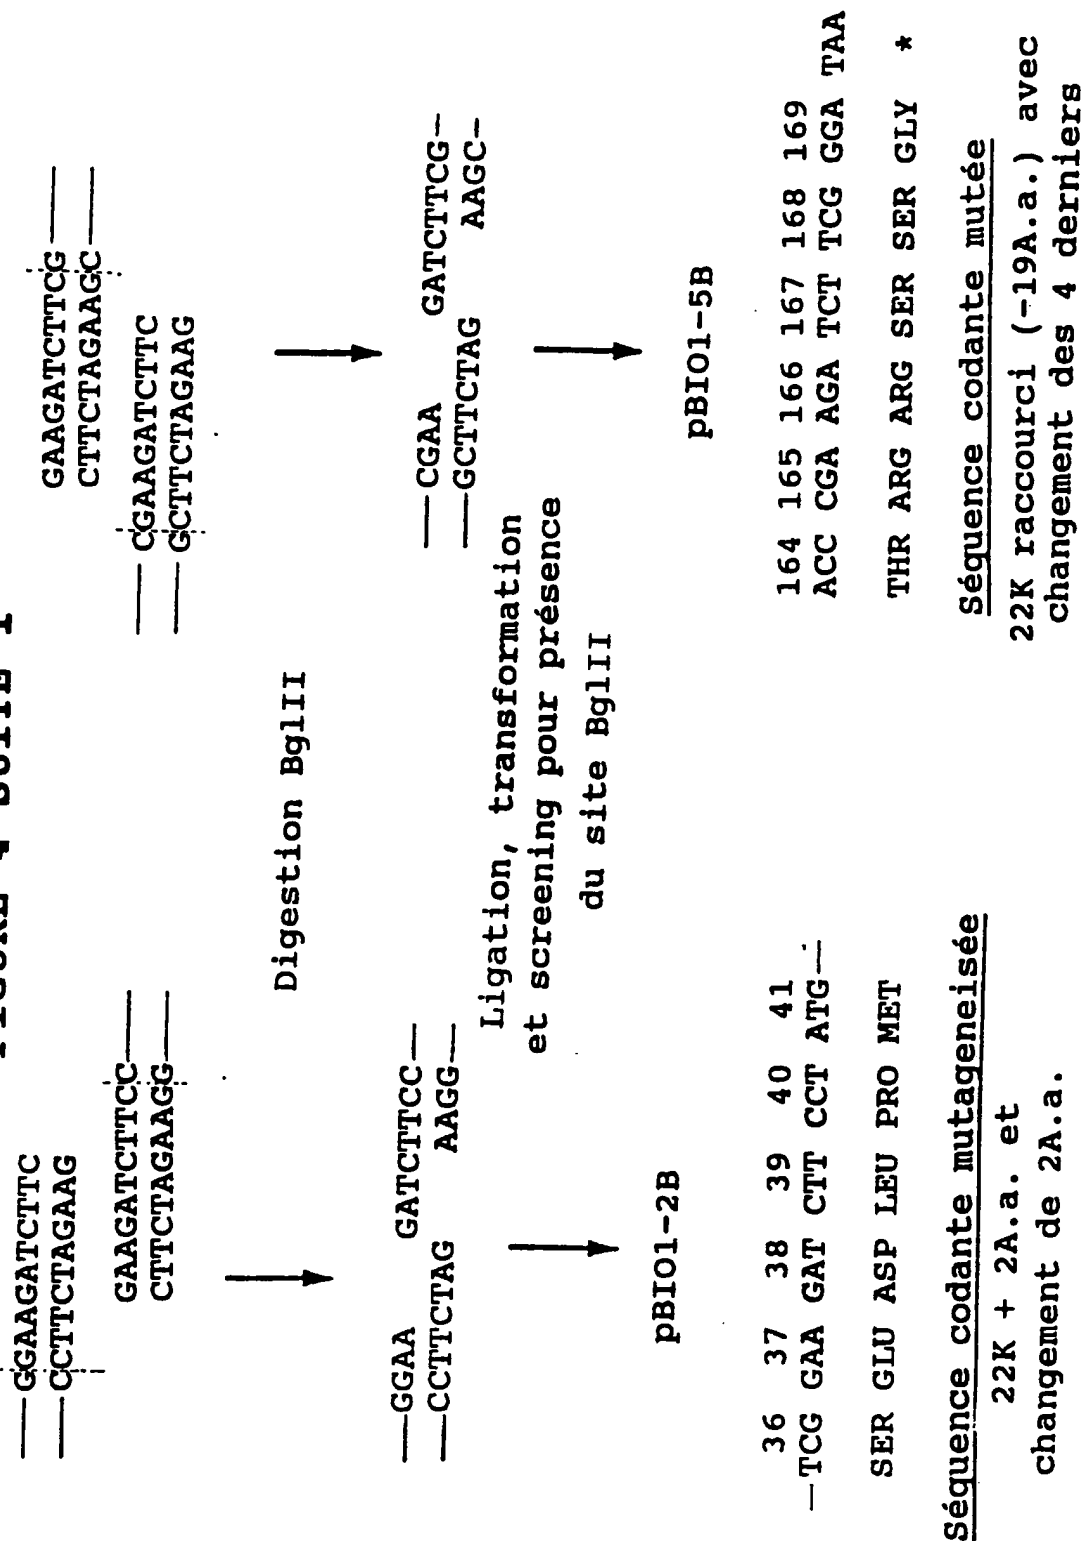 FIGURE 4 SUITE 1
—GGAAGATCTTC
—CCTTCTAGAAG
GAAGATCTTCC—
CTTCTAGAAGG—
GAAGATCTTCG—
CTTCTAGAAGC—
—CGAAGATCTTC
—GCTTCTAGAAG
Digestion BglII
—GGAA GATCTTCC—
—CCTTCTAG AAGG—
—CGAA GATCTTCG—
—GCTTCTAG AAGC—
Ligation, transformation
et screening pour présence
du site BglII
pBIO1-2B
pBIO1-5B
36 37 38 39 40 41
—TCG GAA GAT CTT CCT ATG—
SER GLU ASP LEU PRO MET
Séquence codante mutageneisée
22K + 2A.a. et
changement de 2A.a.
164 165 166 167 168 169
ACC CGA AGA TCT TCG GGA TAA
THR ARG ARG SER SER GLY *
Séquence codante mutée
22K raccourci (-19A.a.) avec
changement des 4 derniers